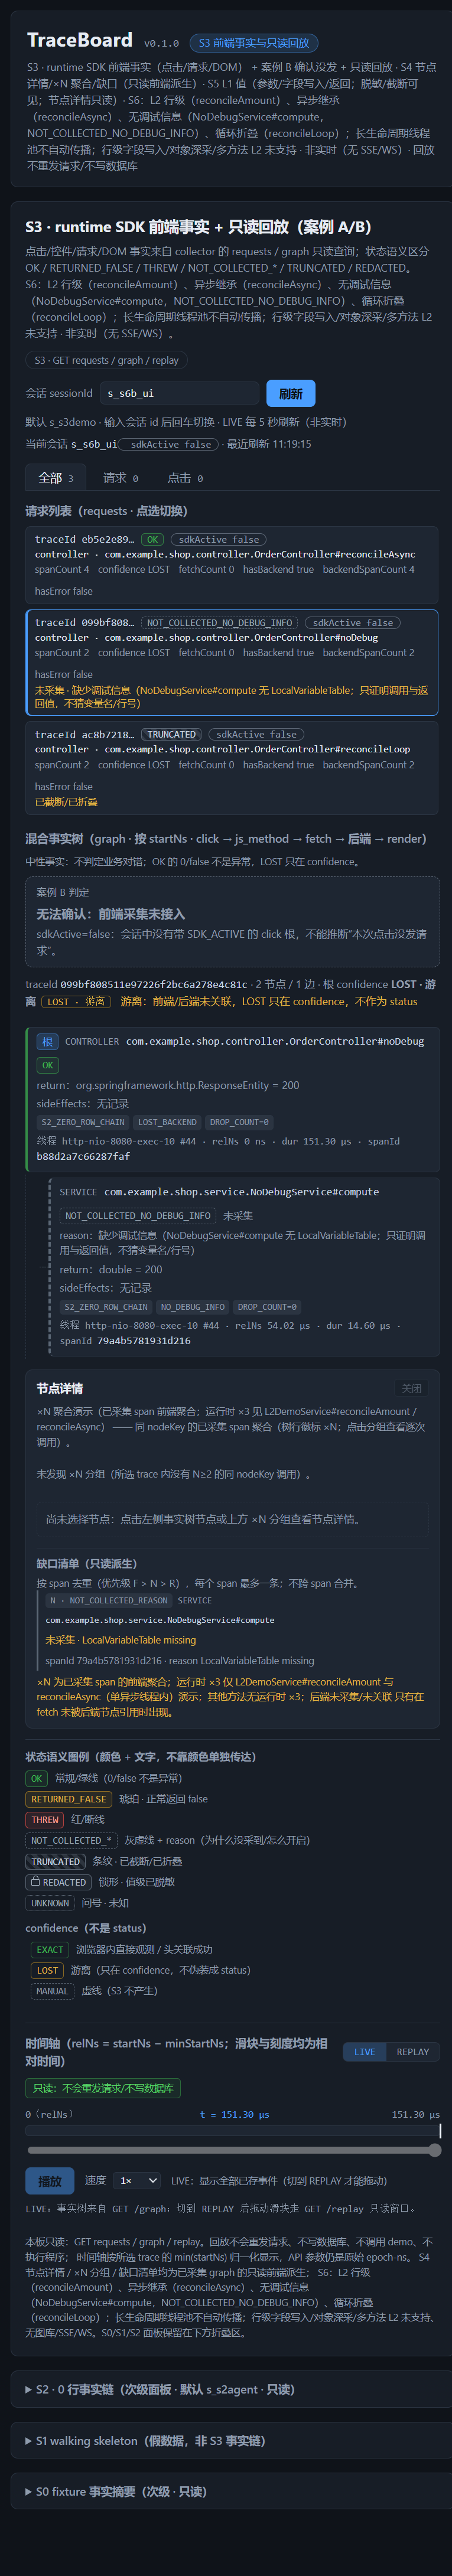 TraceBoard v0.1.0 S3 前端事实与只读回放
S3 · runtime SDK 前端事实（点击/请求/DOM） + 案例 B 确认没发 + 只读回放 · S4 节点
详情/×N 聚合/缺口（只读前端派生） · S5 L1 值（参数/字段写入/返回；脱敏/截断可
见；节点详情只读） · S6：L2 行级（reconcileAmount）、异步继承
（reconcileAsync）、无调试信息（NoDebugService#compute，
NOT_COLLECTED_NO_DEBUG_INFO）、循环折叠（reconcileLoop）；长生命周期线程
池不自动传播；行级字段写入/对象深采/多方法 L2 未支持 · 非实时（无 SSE/WS） · 回放
不重发请求/不写数据库
S3 · runtime SDK 前端事实 + 只读回放（案例 A/B）
点击/控件/请求/DOM 事实来自 collector 的 requests / graph 只读查询；状态语义区分
OK / RETURNED_FALSE / THREW / NOT_COLLECTED_* / TRUNCATED / REDACTED。
S6：L2 行级（reconcileAmount）、异步继承（reconcileAsync）、无调试信息
（NoDebugService#compute，NOT_COLLECTED_NO_DEBUG_INFO）、循环折叠
（reconcileLoop）；长生命周期线程池不自动传播；行级字段写入/对象深采/多方法 L2
未支持 · 非实时（无 SSE/WS）。
S3 · GET requests / graph / replay
会话 sessionId s_s6b_ui 刷新
默认 s_s3demo · 输入会话 id 后回车切换 · LIVE 每 5 秒刷新（非实时）
当前会话 s_s6b_ui sdkActive false · 最近刷新 11:19:15
全部 3 请求 0 点击 0
请求列表（requests · 点选切换）
traceId eb5e2e89… OK sdkActive false
controller · com.example.shop.controller.OrderController#reconcileAsync
spanCount 4 confidence LOST fetchCount 0 hasBackend true backendSpanCount 4
hasError false
traceId 099bf808… NOT_COLLECTED_NO_DEBUG_INFO sdkActive false
controller · com.example.shop.controller.OrderController#noDebug
spanCount 2 confidence LOST fetchCount 0 hasBackend true backendSpanCount 2
hasError false
未采集 · 缺少调试信息（NoDebugService#compute 无 LocalVariableTable；只证明调用与返
回值，不猜变量名/行号）
traceId ac8b7218… TRUNCATED sdkActive false
controller · com.example.shop.controller.OrderController#reconcileLoop
spanCount 2 confidence LOST fetchCount 0 hasBackend true backendSpanCount 2
hasError false
已截断/已折叠
混合事实树（graph · 按 startNs · click → js_method → fetch → 后端 → render）
中性事实：不判定业务对错；OK 的 0/false 不是异常，LOST 只在 confidence。
案例 B 判定
无法确认：前端采集未接入
sdkActive=false：会话中没有带 SDK_ACTIVE 的 click 根，不能推断“本次点击没发请
求”。
traceId 099bf808511e97226f2bc6a278e4c81c · 2 节点 / 1 边 · 根 confidence LOST · 游
离 LOST · 游离 游离：前端/后端未关联，LOST 只在 confidence，不作为 status
根 CONTROLLER com.example.shop.controller.OrderController#noDebug
OK
return：org.springframework.http.ResponseEntity = 200
sideEffects：无记录
S2_ZERO_ROW_CHAIN LOST_BACKEND DROP_COUNT=0
线程 http-nio-8080-exec-10 #44 · relNs 0 ns · dur 151.30 µs · spanId
b88d2a7c66287faf
SERVICE com.example.shop.service.NoDebugService#compute
NOT_COLLECTED_NO_DEBUG_INFO 未采集
reason：缺少调试信息（NoDebugService#compute 无 LocalVariableTable；只证明调
用与返回值，不猜变量名/行号）
return：double = 200
sideEffects：无记录
S2_ZERO_ROW_CHAIN NO_DEBUG_INFO DROP_COUNT=0
线程 http-nio-8080-exec-10 #44 · relNs 54.02 µs · dur 14.60 µs ·
spanId 79a4b5781931d216
节点详情 关闭
×N 聚合演示（已采集 span 前端聚合；运行时 ×3 见 L2DemoService#reconcileAmount /
reconcileAsync） —— 同 nodeKey 的已采集 span 聚合（树行徽标 ×N；点击分组查看逐次
调用）。
未发现 ×N 分组（所选 trace 内没有 N≥2 的同 nodeKey 调用）。
尚未选择节点：点击左侧事实树节点或上方 ×N 分组查看节点详情。
缺口清单（只读派生）
按 span 去重（优先级 F > N > R），每个 span 最多一条；不跨 span 合并。
N · NOT_COLLECTED_REASON SERVICE
com.example.shop.service.NoDebugService#compute
未采集 · LocalVariableTable missing
spanId 79a4b5781931d216 · reason LocalVariableTable missing
×N 为已采集 span 的前端聚合；运行时 ×3 仅 L2DemoService#reconcileAmount 与
reconcileAsync（单异步线程内）演示；其他方法无运行时 ×3；后端未采集/未关联 只有在
fetch 未被后端节点引用时出现。
状态语义图例（颜色 + 文字，不靠颜色单独传达）
OK 常规/绿线（0/false 不是异常）
RETURNED_FALSE 琥珀 · 正常返回 false
THREW 红/断线
NOT_COLLECTED_* 灰虚线 + reason（为什么没采到/怎么开启）
TRUNCATED 条纹 · 已截断/已折叠
REDACTED 锁形 · 值级已脱敏
UNKNOWN 问号 · 未知
confidence（不是 status）
EXACT 浏览器内直接观测 / 头关联成功
LOST 游离（只在 confidence，不伪装成 status）
MANUAL 虚线（S3 不产生）
时间轴（relNs = startNs − minStartNs；滑块与刻度均为相
对时间） LIVE REPLAY
只读：不会重发请求/不写数据库
0（relNs） t = 151.30 µs 151.30 µs
播放 速度 1× LIVE：显示全部已存事件（切到 REPLAY 才能拖动）
LIVE：事实树来自 GET /graph；切到 REPLAY 后拖动滑块走 GET /replay 只读窗口。
本板只读：GET requests / graph / replay。回放不会重发请求、不写数据库、不调用 demo、不
执行程序； 时间轴按所选 trace 的 min(startNs) 归一化显示，API 参数仍是原始 epoch-ns。 S4
节点详情 / ×N 分组 / 缺口清单均为已采集 graph 的只读前端派生； S6：L2 行级
（reconcileAmount）、异步继承（reconcileAsync）、无调试信息
（NoDebugService#compute，NOT_COLLECTED_NO_DEBUG_INFO）、循环折叠
（reconcileLoop）；长生命周期线程池不自动传播；行级字段写入/对象深采/多方法 L2 未支持、
无图库/SSE/WS。S0/S1/S2 面板保留在下方折叠区。
▶ S2 · 0 行事实链（次级面板 · 默认 s_s2agent · 只读）
▶ S1 walking skeleton（假数据，非 S3 事实链）
▶ S0 fixture 事实摘要（次级 · 只读）